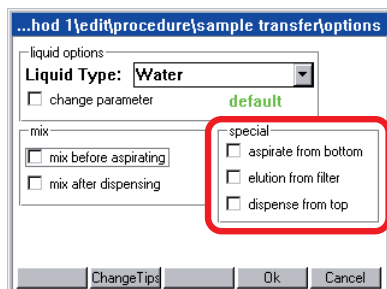 ...hod 1\edit\procedure\sample transfer\options
liquid options
Liquid Type: Water
change parameter default
mix
mix before aspirating
mix after dispensing
special
aspirate from bottom
elution from filter
dispense from top
ChangeTips Ok Cancel